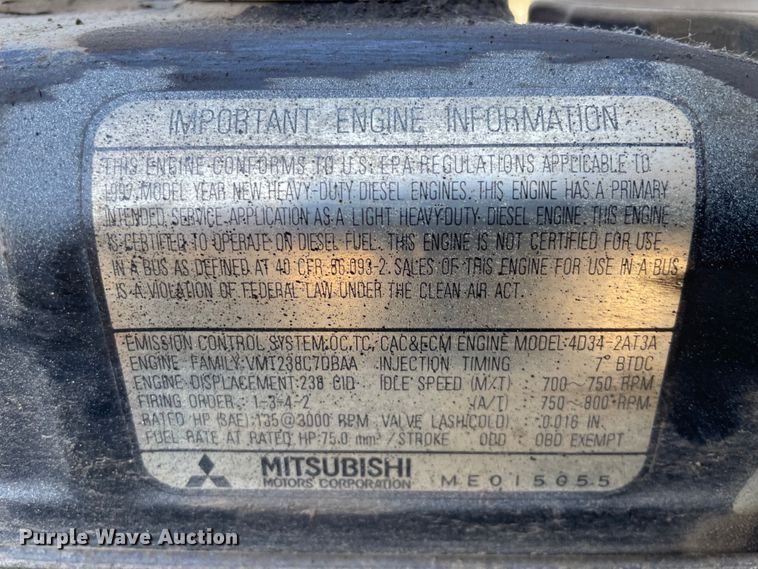 IMPORTANT ENGINE INFORMATION
THIS ENGINE CONFORMS TO U.S. EPA REGULATIONS APPLICABLE TO
1997 MODEL YEAR NEW HEAVY-DUTY DIESEL ENGINES. THIS ENGINE HAS A PRIMARY
INTENDED SERVICE APPLICATION AS A LIGHT HEAVY-DUTY DIESEL ENGINE. THIS ENGINE
IS CERTIFIED TO OPERATE ON DIESEL FUEL. THIS ENGINE IS NOT CERTIFIED FOR USE
IN A BUS AS DEFINED AT 40 CFR 86.093-2. SALES OF THIS ENGINE FOR USE IN A BUS
IS A VIOLATION OF FEDERAL LAW UNDER THE CLEAN AIR ACT.
EMISSION CONTROL SYSTEM:OC,TC, CAC&ECM ENGINE MODEL:4D34-2AT3A
ENGINE FAMILY:VMT238C7DBAA INJECTION TIMING : 7° BTDC
ENGINE DISPLACEMENT:238 CID IDLE SPEED (M/T) : 700~750 RPM
FIRING ORDER: 1-3-4-2 (A/T) : 750~800 RPM
RATED HP (SAE):135@3000 RPM VALVE LASH(COLD) :0.016 IN.
FUEL RATE AT RATED HP:75.0 mm³/STROKE OBD : OBD EXEMPT
MITSUBISHI
MOTORS CORPORATION ME015055
Purple Wave Auction